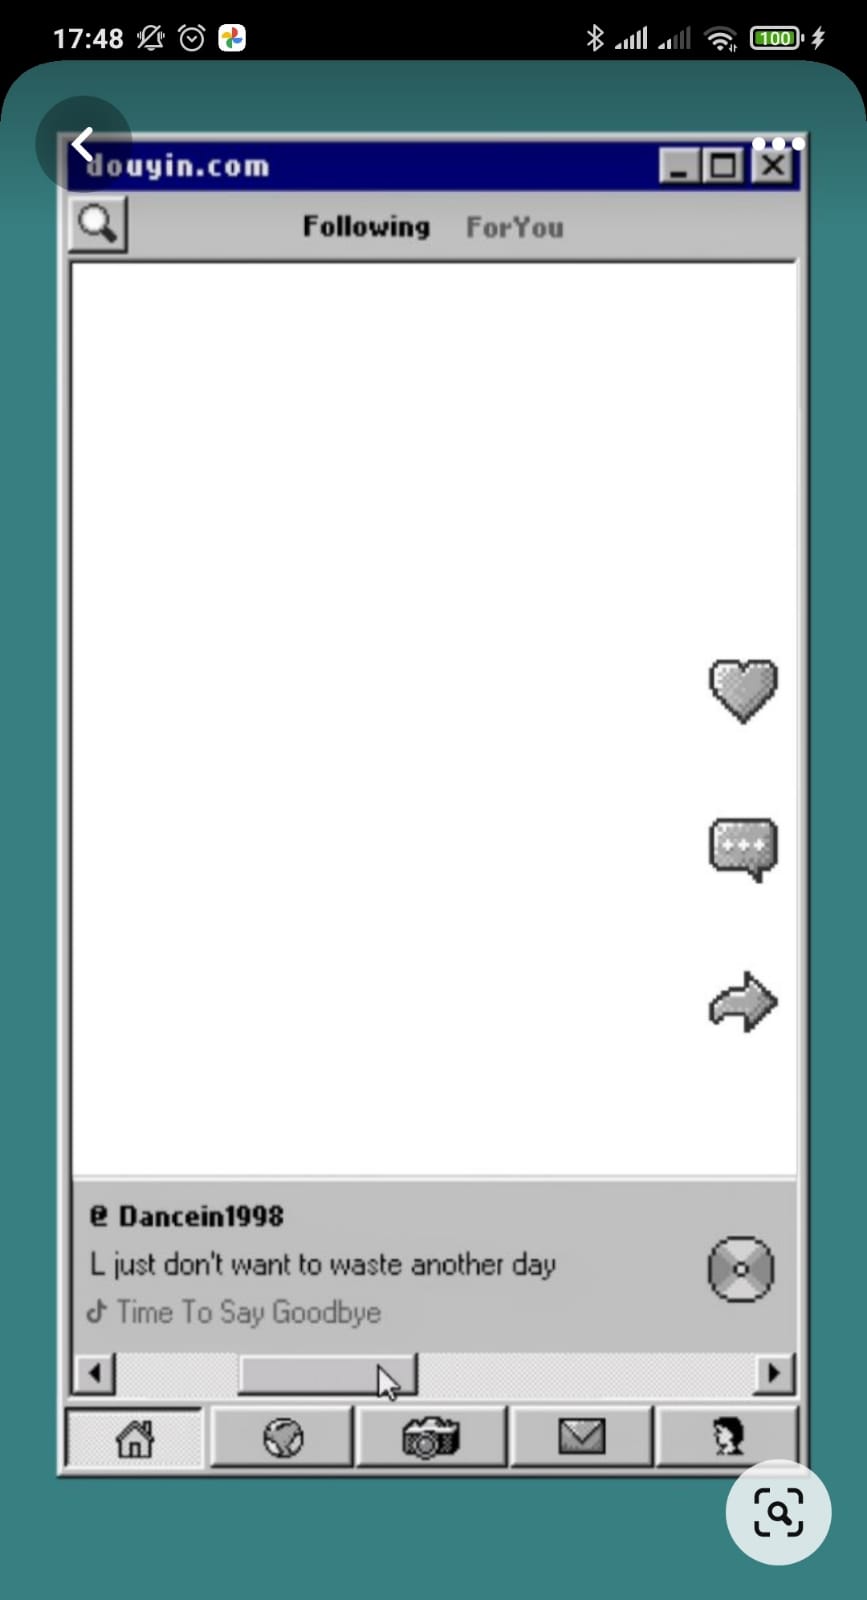 17:48
100
douyin.com
Following ForYou
@ Dancein1998
L just don't want to waste another day
Time To Say Goodbye